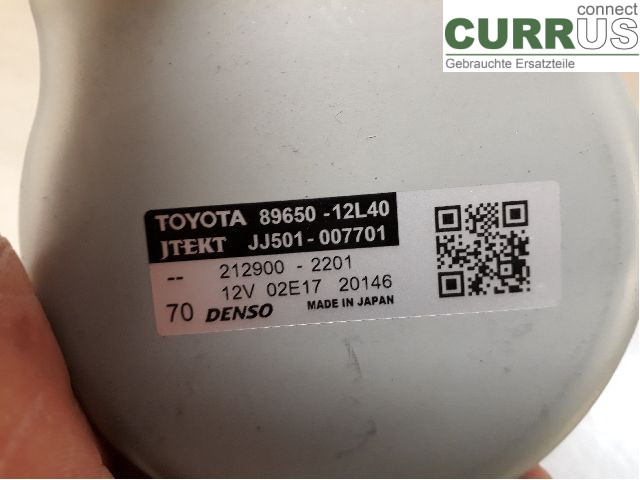 connect
CURRUS
Gebrauchte Ersatzteile
TOYOTA 89650-12L40
JTEKT JJ501-007701
-- 212900-2201
12V 02E17 20146
70 DENSO MADE IN JAPAN